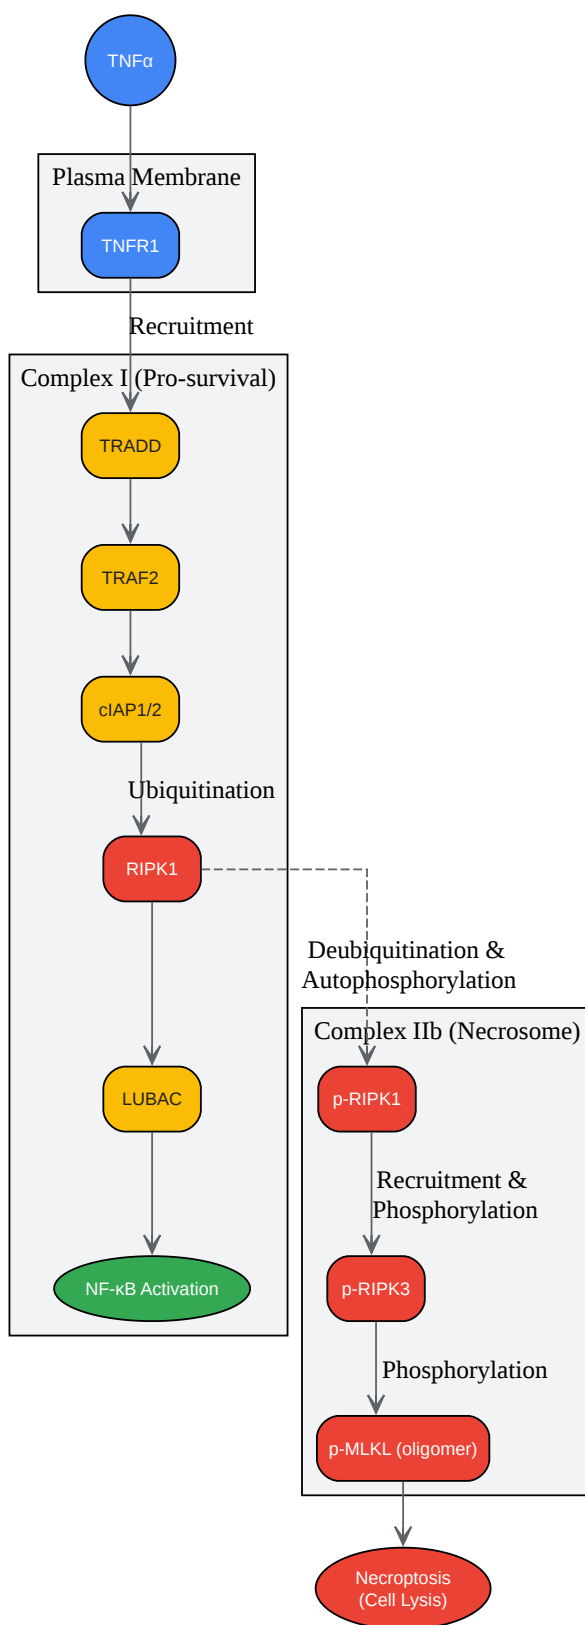 TNFα
Plasma Membrane
TNFR1
Recruitment
Complex I (Pro-survival)
TRADD
TRAF2
cIAP1/2
Ubiquitination
RIPK1
Deubiquitination &
Autophosphorylation
Complex IIb (Necrosome)
LUBAC
p-RIPK1
Recruitment &
Phosphorylation
NF-κB Activation
p-RIPK3
Phosphorylation
p-MLKL (oligomer)
Necroptosis
(Cell Lysis)